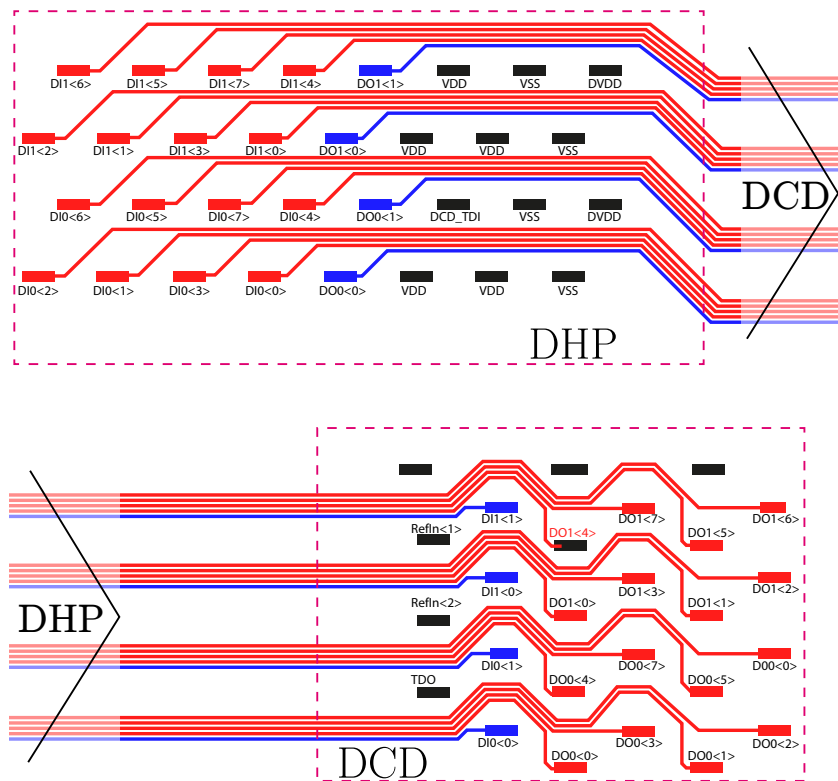 DI1<6> DI1<5> DI1<7> DI1<4> DO1<1> VDD VSS DVDD
DI1<2> DI1<1> DI1<3> DI1<0> DO1<0> VDD VDD VSS
DCD
DI0<6> DI0<5> DI0<7> DI0<4> DO0<1> DCD_TDI VSS DVDD
DI0<2> DI0<1> DI0<3> DI0<0> DO0<0> VDD VDD VSS
DHP
DI1<1> DO1<7> DO1<6>
RefIn<1> DO1<4> DO1<5>
DI1<0> DO1<3> DO1<2>
RefIn<2> DO1<0> DO1<1>
DHP
DI0<1> DO0<7> D00<0>
TDO DO0<4> DO0<5>
DI0<0> DO0<3> DO0<2>
DCD DO0<0> DO0<1>